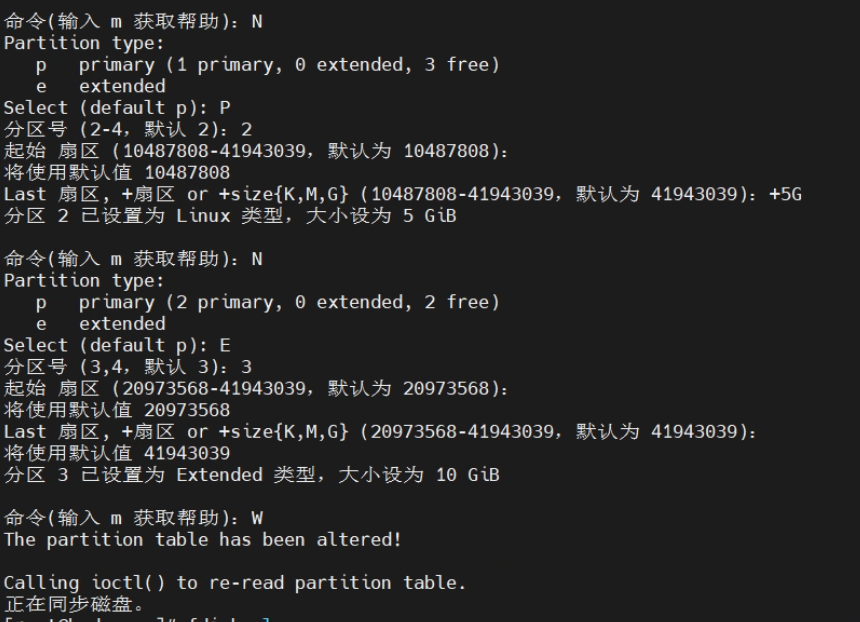 命令(输入 m 获取帮助)：N
Partition type:
   p   primary (1 primary, 0 extended, 3 free)
   e   extended
Select (default p): P
分区号 (2-4，默认 2)：2
起始 扇区 (10487808-41943039，默认为 10487808)：
将使用默认值 10487808
Last 扇区, +扇区 or +size{K,M,G} (10487808-41943039，默认为 41943039)：+5G
分区 2 已设置为 Linux 类型，大小设为 5 GiB
命令(输入 m 获取帮助)：N
Partition type:
   p   primary (2 primary, 0 extended, 2 free)
   e   extended
Select (default p): E
分区号 (3,4，默认 3)：3
起始 扇区 (20973568-41943039，默认为 20973568)：
将使用默认值 20973568
Last 扇区, +扇区 or +size{K,M,G} (20973568-41943039，默认为 41943039)：
将使用默认值 41943039
分区 3 已设置为 Extended 类型，大小设为 10 GiB
命令(输入 m 获取帮助)：W
The partition table has been altered!
Calling ioctl() to re-read partition table.
正在同步磁盘。